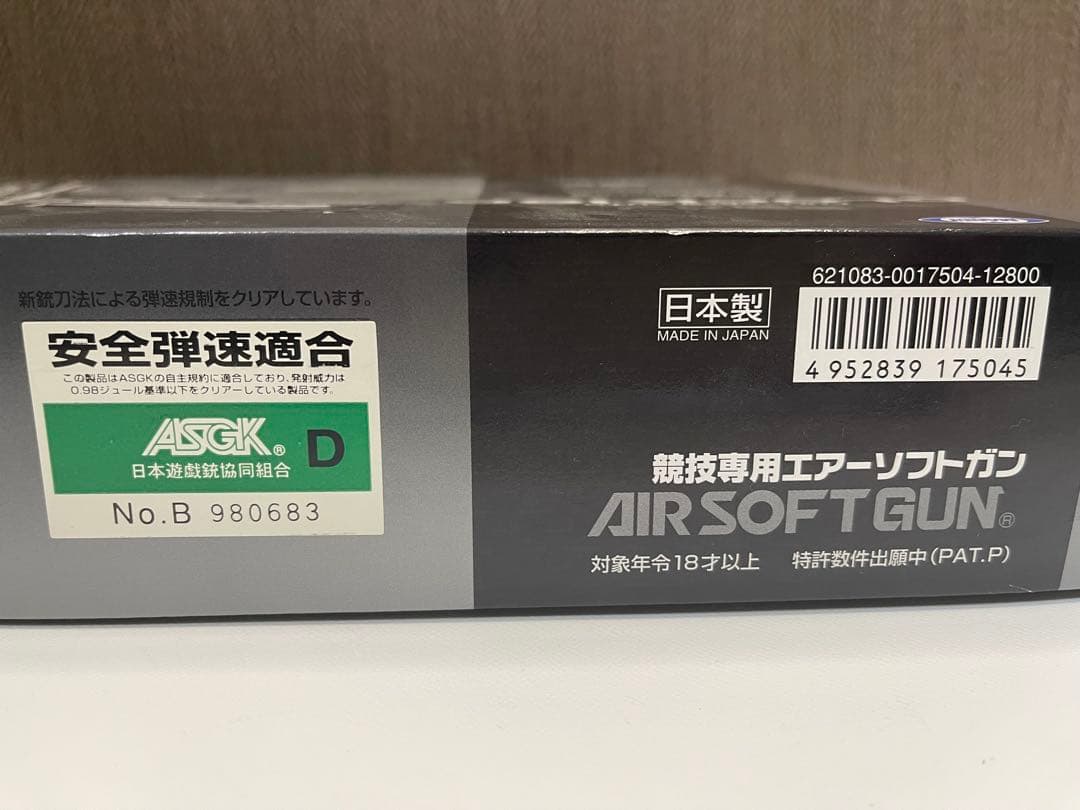 新銃刀法による弾速規制をクリアしています。
安全弾速適合
この製品はASGKの自主規約に適合しており、発射威力は
0.98ジュール基準以下をクリアーしている製品です。
ASGK® D
日本遊戯銃協同組合
No.B 980683
日本製
MADE IN JAPAN
621083-0017504-12800
4 952839 175045
競技専用エアーソフトガン
AIR SOFT GUN®
対象年令18才以上 特許数件出願中(PAT.P)